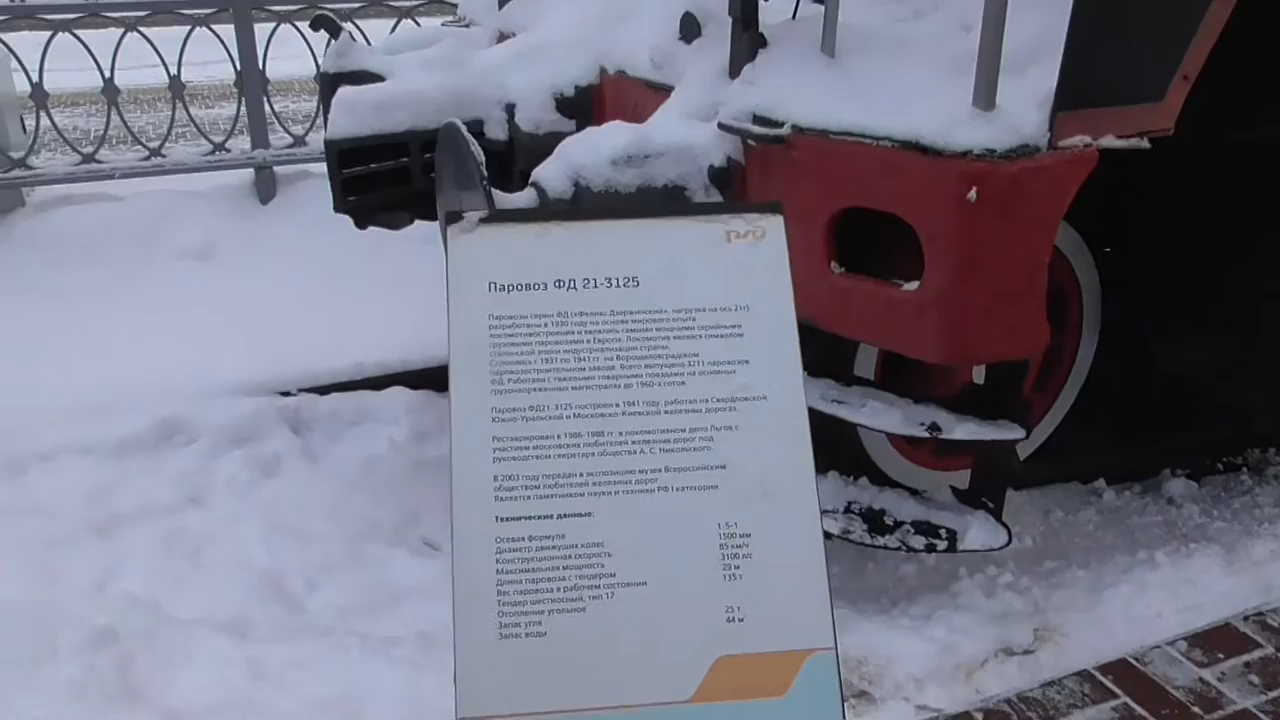 РЖД
Паровоз ФД 21-3125
Паровозы серии ФД («Феликс Дзержинский», нагрузка на ось 21т)
разработаны в 1930 году на основе мирового опыта
локомотивостроения и являлись самыми мощными серийными
грузовыми паровозами в Европе. Локомотив являлся символом
сталинской эпохи индустриализации страны.
Строились с 1931 по 1941 гг. на Ворошиловградском
паровозостроительном заводе. Всего выпущено 3211 паровозов
ФД. Работали с тяжелыми товарными поездами на основных
грузонапряженных магистралях до 1960-х готов.
Паровоз ФД21-3125 построен в 1941 году, работал на Свердловской,
Южно-Уральской и Московско-Киевской железных дорогах.
Реставрирован в 1986-1988 гг. в локомотивном депо Льгов с
участием московских любителей железных дорог под
руководством секретаря общества А. С. Никольского.
В 2003 году передан в экспозицию музея Всероссийским
обществом любителей железных дорог
Является памятником науки и техники РФ I категории
Технические данные:
Осевая формула 1-5-1
Диаметр движущих колес 1500 мм
Конструкционная скорость 85 км/ч
Максимальная мощность 3100 л/с
Длина паровоза с тендером 29 м
Вес паровоза в рабочем состоянии 135 т
Тендер шестиосный, тип 17
Отопление угольное
Запас угля 25 т
Запас воды 44 м³